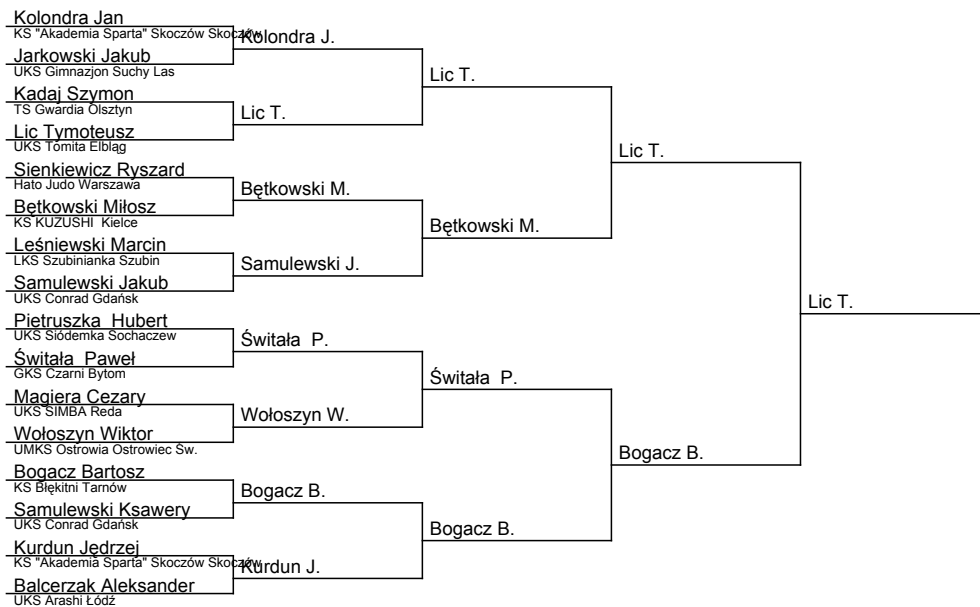 Kolondra Jan
KS "Akademia Sparta" Skoczów Skoczów
Jarkowski Jakub
UKS Gimnazjon Suchy Las
Kadaj Szymon
TS Gwardia Olsztyn
Lic Tymoteusz
UKS Tomita Elbląg
Sienkiewicz Ryszard
Hato Judo Warszawa
Bętkowski Miłosz
KS KUZUSHI  Kielce
Leśniewski Marcin
LKS Szubinianka Szubin
Samulewski Jakub
UKS Conrad Gdańsk
Pietruszka  Hubert
UKS Siódemka Sochaczew
Świtała  Paweł
GKS Czarni Bytom
Magiera Cezary
UKS SIMBA Reda
Wołoszyn Wiktor
UMKS Ostrowia Ostrowiec Św.
Bogacz Bartosz
KS Błękitni Tarnów
Samulewski Ksawery
UKS Conrad Gdańsk
Kurdun Jędrzej
KS "Akademia Sparta" Skoczów Skoczów
Balcerzak Aleksander
UKS Arashi Łódź
Kolondra J.
Lic T.
Bętkowski M.
Samulewski J.
Świtała  P.
Wołoszyn W.
Bogacz B.
Kurdun J.
Lic T.
Bętkowski M.
Świtała  P.
Bogacz B.
Lic T.
Bogacz B.
Lic T.